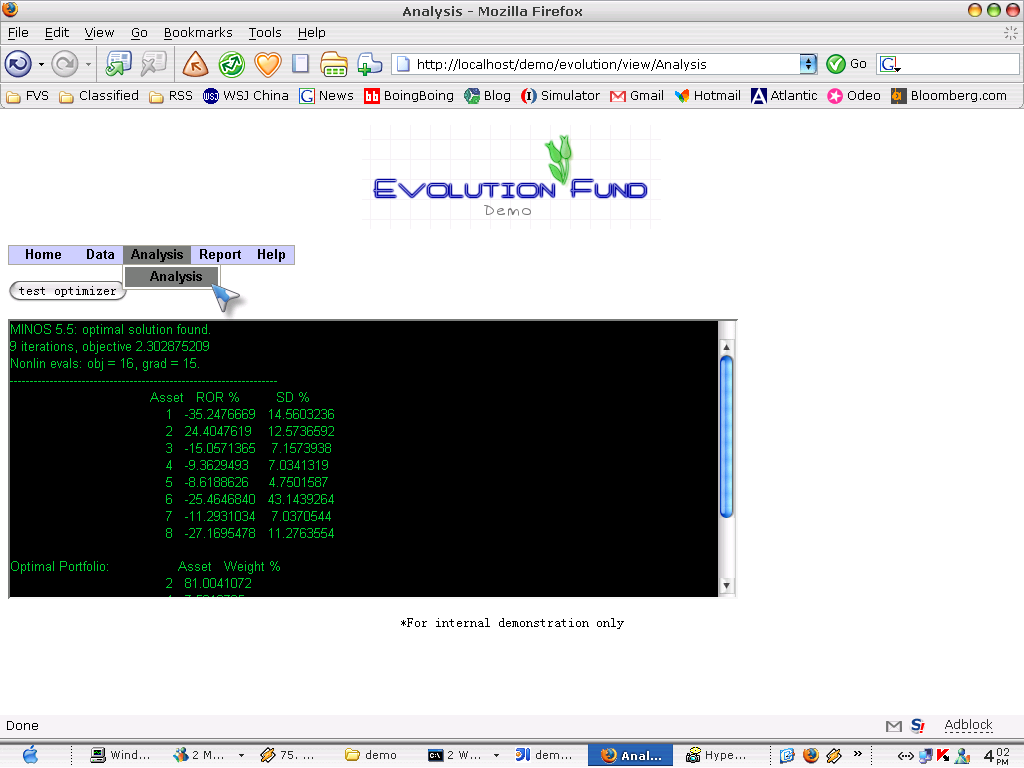 Analysis - Mozilla Firefox
File Edit View Go Bookmarks Tools Help
http://localhost/demo/evolution/view/Analysis Go G
FVS Classified RSS WSJ WSJ China G News bb BoingBoing Blog Simulator Gmail Hotmail A Atlantic Odeo Bloomberg.com
Evolution Fund
Demo
Home Data Analysis Report Help
Analysis
test optimizer
MINOS 5.5: optimal solution found.
9 iterations, objective 2.302875209
Nonlin evals: obj = 16, grad = 15.
--------------------------------------------------------------------
Asset ROR % SD %
1 -35.2476669 14.5603236
2 24.4047619 12.5736592
3 -15.0571365 7.1573938
4 -9.3629493 7.0341319
5 -8.6188626 4.7501587
6 -25.4646840 43.1439264
7 -11.2931034 7.0370544
8 -27.1695478 11.2763554
Optimal Portfolio: Asset Weight %
2 81.0041072
*For internal demonstration only
Done Adblock
Wind... 2 M... 75. ... demo 2 W... dem... Anal... Hype... » 4 02 PM